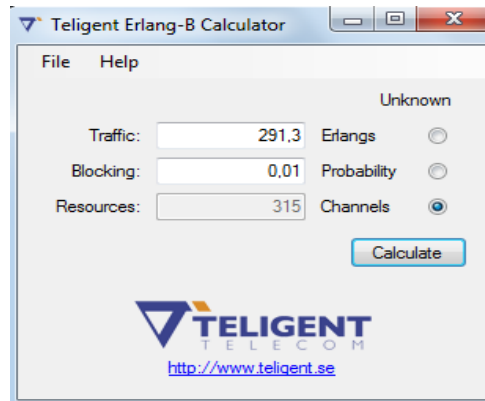 Teligent Erlang-B Calculator
File Help
Unknown
Traffic: 291,3 Erlangs
Blocking: 0,01 Probability
Resources: 315 Channels
Calculate
TELIGENT
TELECOM
http://www.teligent.se